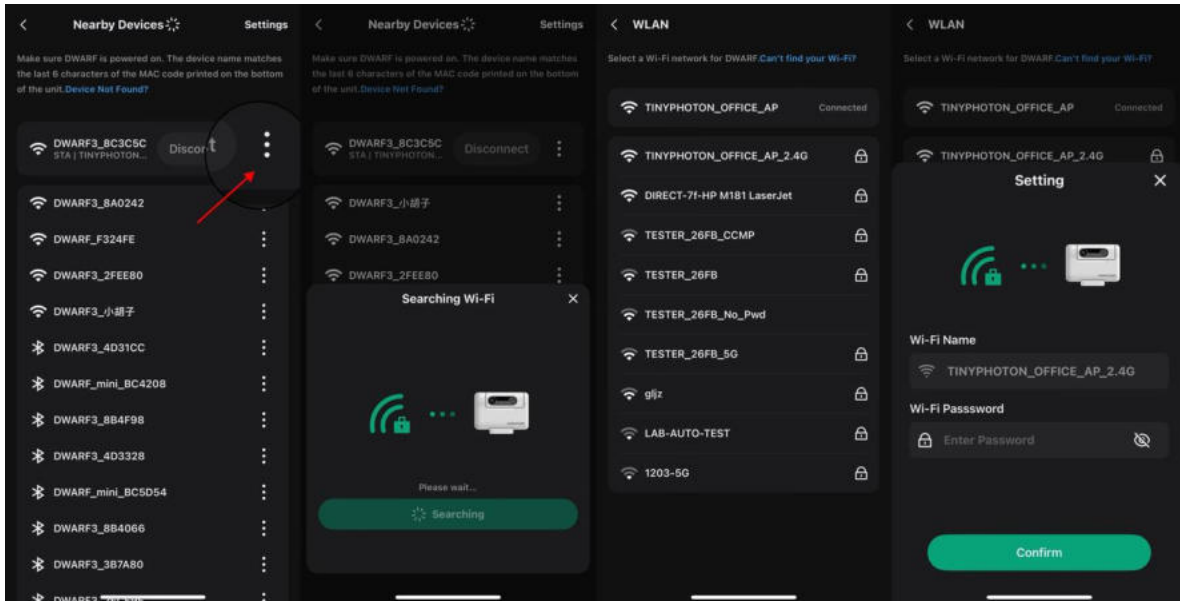 Nearby Devices
Settings
Make sure DWARF is powered on. The device name matches
the last 6 characters of the MAC code printed on the bottom
of the unit.Device Not Found?
DWARF3_8C3C5C
STA | TINYPHOTON...
Discor
t
DWARF3_8A0242
DWARF_F324FE
DWARF3_2FEE80
DWARF3_小胡子
DWARF3_4D31CC
DWARF_mini_BC4208
DWARF3_8B4F98
DWARF3_4D3328
DWARF_mini_BC5D54
DWARF3_8B4066
DWARF3_3B7A80
Nearby Devices
Settings
Make sure DWARF is powered on. The device name matches
the last 6 characters of the MAC code printed on the bottom
of the unit.Device Not Found?
DWARF3_8C3C5C
STA | TINYPHOTON...
Disconnect
DWARF3_小胡子
DWARF3_8A0242
DWARF3_2FEE80
Searching Wi-Fi
Please wait...
Searching
WLAN
Select a Wi-Fi network for DWARF.Can't find your Wi-Fi?
TINYPHOTON_OFFICE_AP
Connected
TINYPHOTON_OFFICE_AP_2.4G
DIRECT-7f-HP M181 LaserJet
TESTER_26FB_CCMP
TESTER_26FB
TESTER_26FB_No_Pwd
TESTER_26FB_5G
gljz
LAB-AUTO-TEST
1203-5G
WLAN
Select a Wi-Fi network for DWARF.Can't find your Wi-Fi?
TINYPHOTON_OFFICE_AP
Connected
TINYPHOTON_OFFICE_AP_2.4G
Setting
Wi-Fi Name
TINYPHOTON_OFFICE_AP_2.4G
Wi-Fi Passsword
Enter Password
Confirm